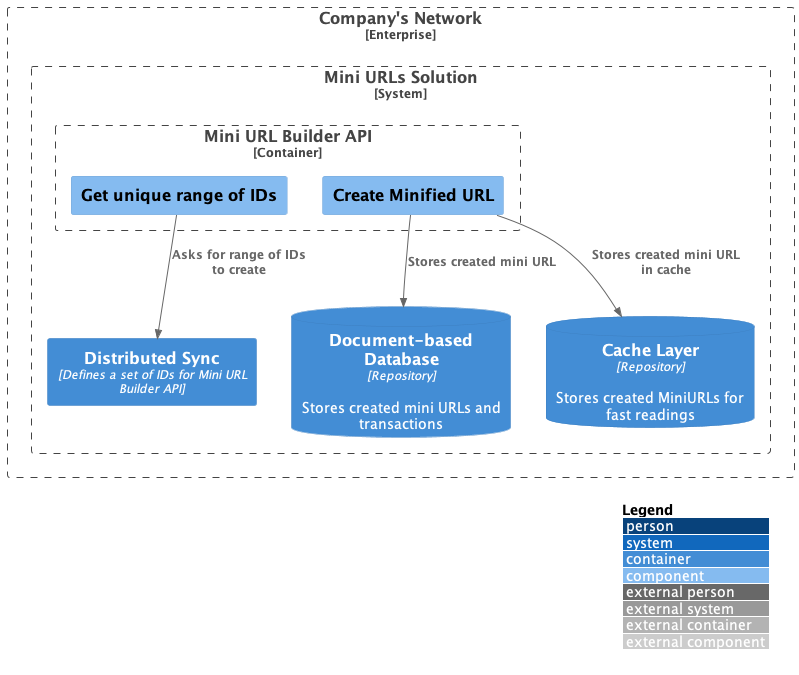 Company's Network
[Enterprise]
Mini URLs Solution
[System]
Mini URL Builder API
[Container]
Get unique range of IDs
Create Minified URL
Asks for range of IDs
to create
Stores created mini URL
Stores created mini URL
in cache
Distributed Sync
[Defines a set of IDs for Mini URL
Builder API]
Document-based
Database
[Repository]
Stores created mini URLs and
transactions
Cache Layer
[Repository]
Stores created MiniURLs for
fast readings
Legend
person
system
container
component
external person
external system
external container
external component